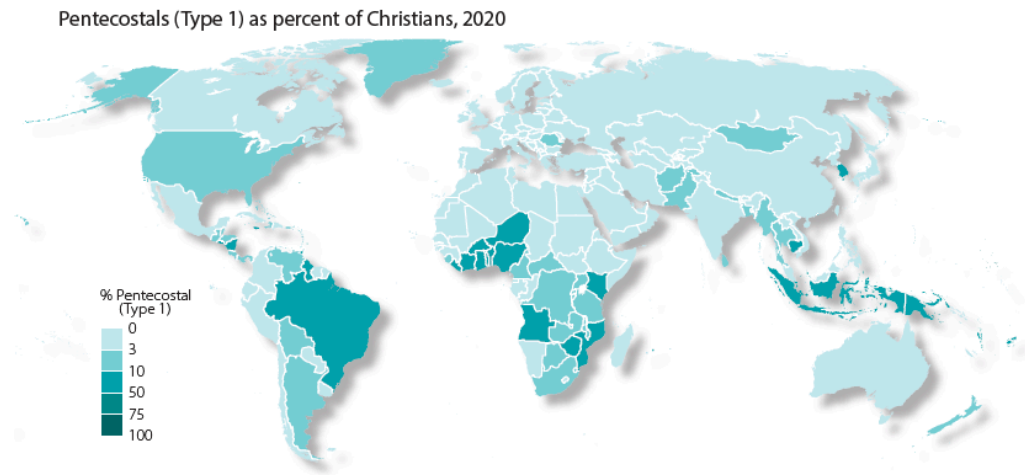 Pentecostals (Type 1) as percent of Christians, 2020
% Pentecostal
(Type 1)
0
3
10
50
75
100